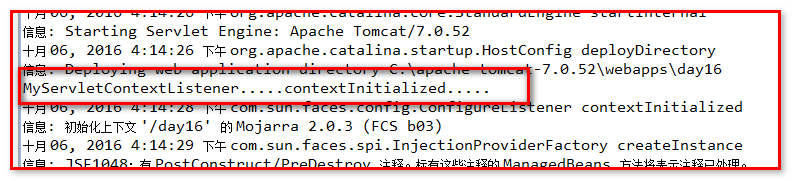 十月 06, 2016 4:14:26 下午 org.apache.catalina.core.StandardEngine startInternal
信息: Starting Servlet Engine: Apache Tomcat/7.0.52
十月 06, 2016 4:14:26 下午 org.apache.catalina.startup.HostConfig deployDirectory
信息: Deploying web application directory C:\apache-tomcat-7.0.52\webapps\day16
MyServletContextListener.....contextInitialized.....
十月 06, 2016 4:14:28 下午 com.sun.faces.config.ConfigureListener contextInitialized
信息: 初始化上下文 '/day16' 的 Mojarra 2.0.3 (FCS b03)
十月 06, 2016 4:14:29 下午 com.sun.faces.spi.InjectionProviderFactory createInstance
信息: JSF1048：有 PostConstruct/PreDestroy 注释。标有这些注释的 ManagedBeans 方法将表示注释已处理。